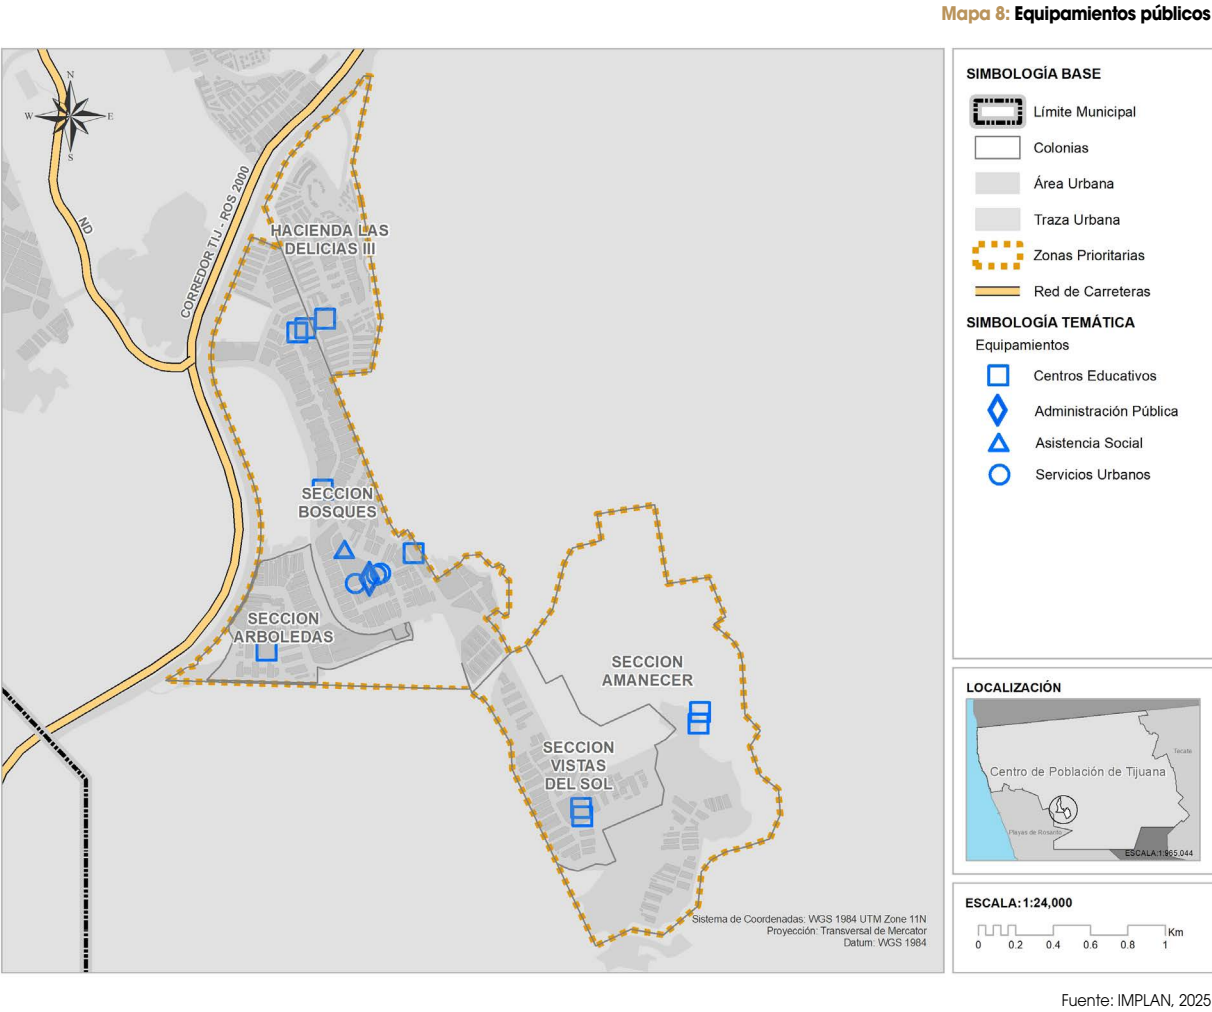 Mapa 8: Equipamientos públicos
N
W
E
S
ND
CORREDOR TIJ - ROS 2000
HACIENDA LAS
DELICIAS III
SECCION
BOSQUES
SECCION
ARBOLEDAS
SECCION
AMANECER
SECCION
VISTAS
DEL SOL
Sistema de Coordenadas: WGS 1984 UTM Zone 11N
Proyección: Transversal de Mercator
Datum: WGS 1984
SIMBOLOGÍA BASE
Límite Municipal
Colonias
Área Urbana
Traza Urbana
Zonas Prioritarias
Red de Carreteras
SIMBOLOGÍA TEMÁTICA
Equipamientos
Centros Educativos
Administración Pública
Asistencia Social
Servicios Urbanos
LOCALIZACIÓN
Tecate
Centro de Población de Tijuana
Playas de Rosarito
ESCALA:1:965,044
ESCALA: 1:24,000
Km
0 0.2 0.4 0.6 0.8 1
Fuente: IMPLAN, 2025